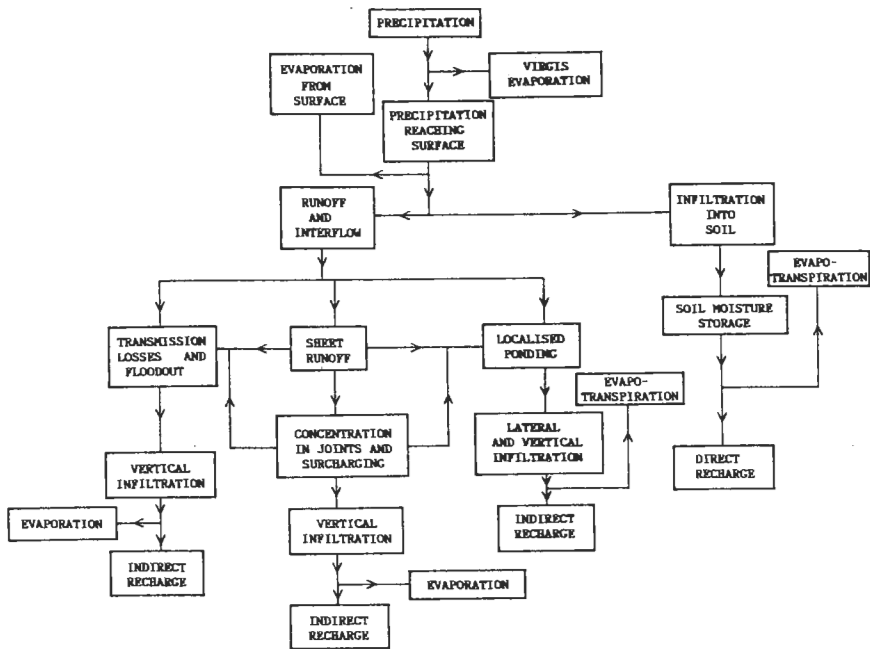 PRECIPITATION
EVAPORATION
FROM
SURFACE
VIRGIS
EVAPORATION
PRECIPITATION
REACHING
SURFACE
RUNOFF
AND
INTERFLOW
INFILTRATION
INTO
SOIL
EVAPO-
TRANSPIRATION
SOIL MOISTURE
STORAGE
TRANSMISSION
LOSSES AND
FLOODOUT
SHEET
RUNOFF
LOCALISED
PONDING
EVAPO-
TRANSPIRATION
CONCENTRATION
IN JOINTS AND
SURCHARGING
LATERAL
AND VERTICAL
INFILTRATION
DIRECT
RECHARGE
VERTICAL
INFILTRATION
EVAPORATION
VERTICAL
INFILTRATION
INDIRECT
RECHARGE
INDIRECT
RECHARGE
EVAPORATION
INDIRECT
RECHARGE